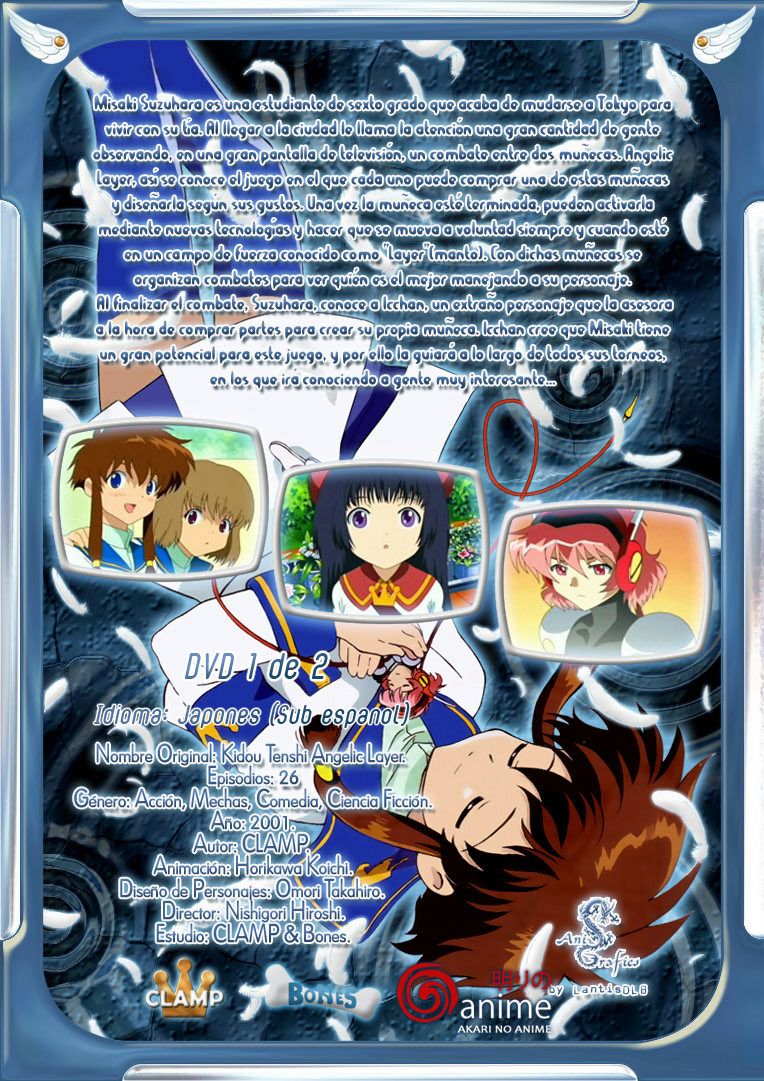 Misaki Suzuhara es una estudiante de sexto grado que acaba de mudarse a Tokyo para
vivir con su tía. Al llegar a la ciudad le llama la atención una gran cantidad de gente
observando, en una gran pantalla de televisión, un combate entre dos muñecas. Angelic
Layer, así se conoce el juego en el que cada uno puede comprar una de estas muñecas
y diseñarla según sus gustos. Una vez la muñeca esté terminada, pueden activarla
mediante nuevas tecnologías y hacer que se mueva a voluntad siempre y cuando esté
en un campo de fuerza conocido como "layer"(manto). Con dichas muñecas se
organizan combates para ver quién es el mejor manejando a su personaje.
Al finalizar el combate, Suzuhara, conoce a Icchan, un extraño personaje que la asesora
a la hora de comprar partes para crear su propia muñeca. Icchan cree que Misaki tiene
un gran potencial para este juego, y por ello la guiará a lo largo de todos sus torneos,
en los que irá conociendo a gente muy interesante...
DVD 1 de 2
Idioma: Japones (Sub español)
Nombre Original: Kidou Tenshi Angelic Layer.
Episodios: 26
Género: Acción, Mechas, Comedia, Ciencia Ficción.
Año: 2001.
Autor: CLAMP.
Animación: Horikawa Koichi.
Diseño de Personajes: Omori Takahiro.
Director: Nishigori Hiroshi.
Estudio: CLAMP & Bones.
AniGrafics
by LantisDLG
CLAMP
BONES
明りの
anime
AKARI NO ANIME